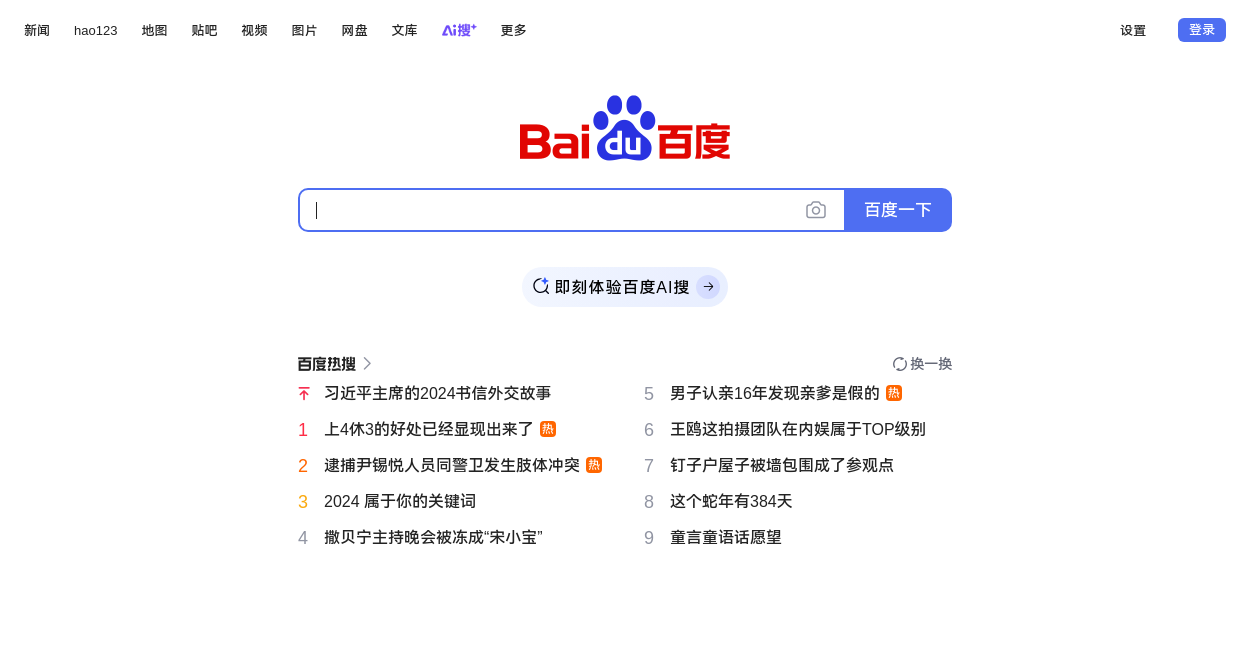 新闻 hao123 地图 贴吧 视频 图片 网盘 文库 Ai搜+ 更多 设置 登录
Bai du 百度
百度一下
即刻体验百度AI搜
百度热搜 换一换
习近平主席的2024书信外交故事
1 上4休3的好处已经显现出来了 热
2 逮捕尹锡悦人员同警卫发生肢体冲突 热
3 2024 属于你的关键词
4 撒贝宁主持晚会被冻成“宋小宝”
5 男子认亲16年发现亲爹是假的 热
6 王鸥这拍摄团队在内娱属于TOP级别
7 钉子户屋子被墙包围成了参观点
8 这个蛇年有384天
9 童言童语话愿望